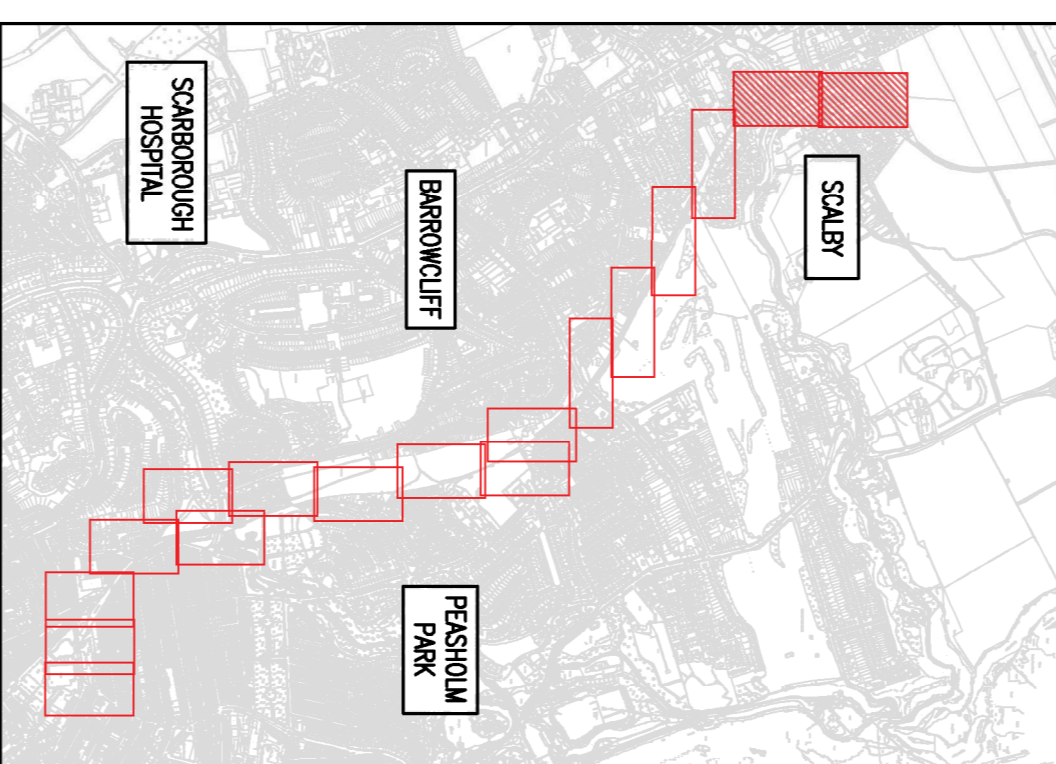 SCALBY
SCARBOROUGH
HOSPITAL
BARROWCLIFF
PEASHOLM
PARK